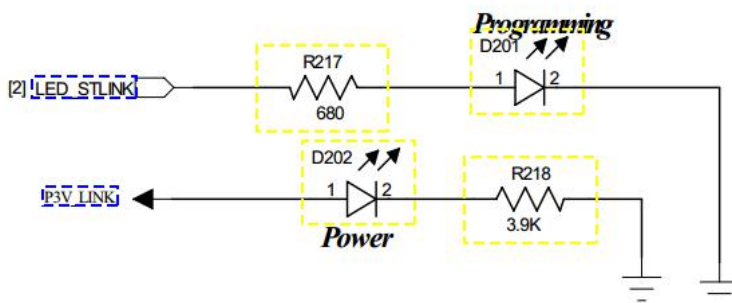 Programming
D201
R217
[2] LED_STLINK
1 2
680
D202
R218
P3V_LINK
1 2
3.9K
Power